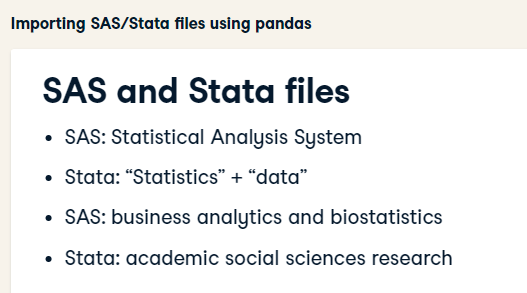 Importing SAS/Stata files using pandas
SAS and Stata files
• SAS: Statistical Analysis System
• Stata: “Statistics” + “data”
• SAS: business analytics and biostatistics
• Stata: academic social sciences research